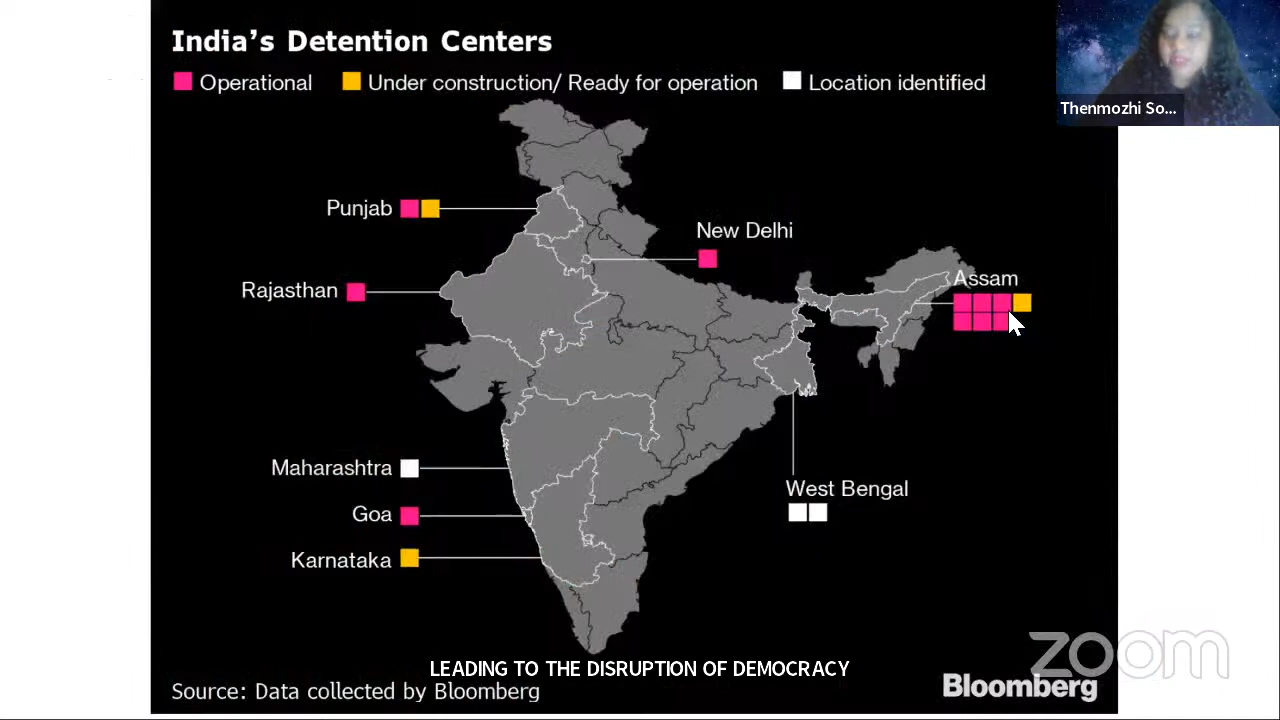 India's Detention Centers
Operational
Under construction/ Ready for operation
Location identified
Thenmozhi So...
Punjab
New Delhi
Assam
Rajasthan
Maharashtra
West Bengal
Goa
Karnataka
zoom
LEADING TO THE DISRUPTION OF DEMOCRACY
Source: Data collected by Bloomberg
Bloomberg